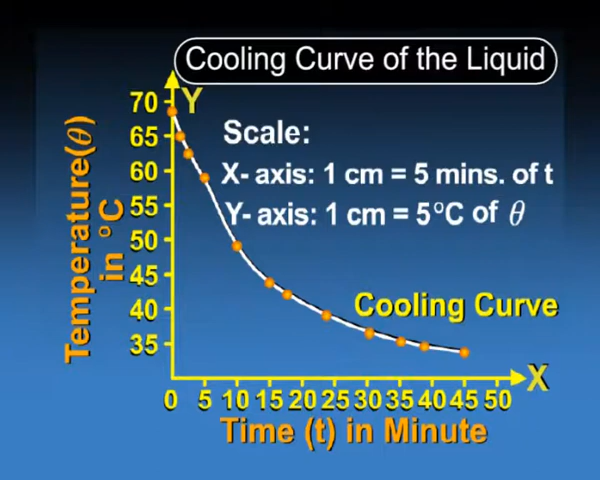 Cooling Curve of the Liquid
Y
Scale:
X- axis: 1 cm = 5 mins. of t
Y- axis: 1 cm = 5°C of θ
Temperature(θ)
in °C
70
65
60
55
50
45
40
35
Cooling Curve
X
0 5 10 15 20 25 30 35 40 45 50
Time (t) in Minute